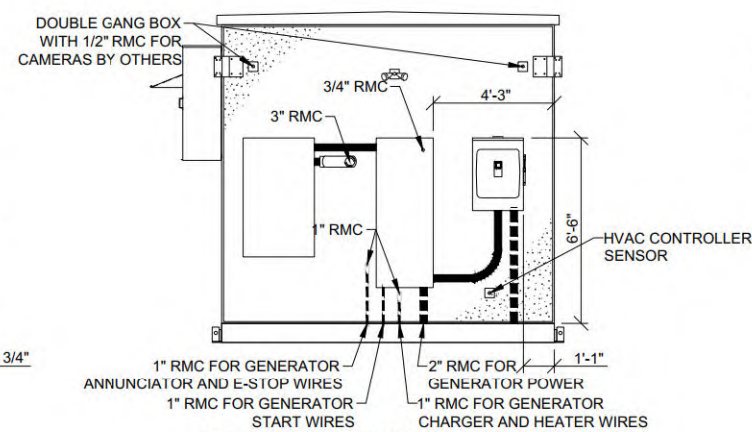 DOUBLE GANG BOX
WITH 1/2" RMC FOR
CAMERAS BY OTHERS
3/4" RMC
4'-3"
3" RMC
1" RMC
6'-6"
HVAC CONTROLLER
SENSOR
3/4"
1" RMC FOR GENERATOR
ANNUNCIATOR AND E-STOP WIRES
2" RMC FOR
GENERATOR POWER
1'-1"
1" RMC FOR GENERATOR
START WIRES
1" RMC FOR GENERATOR
CHARGER AND HEATER WIRES